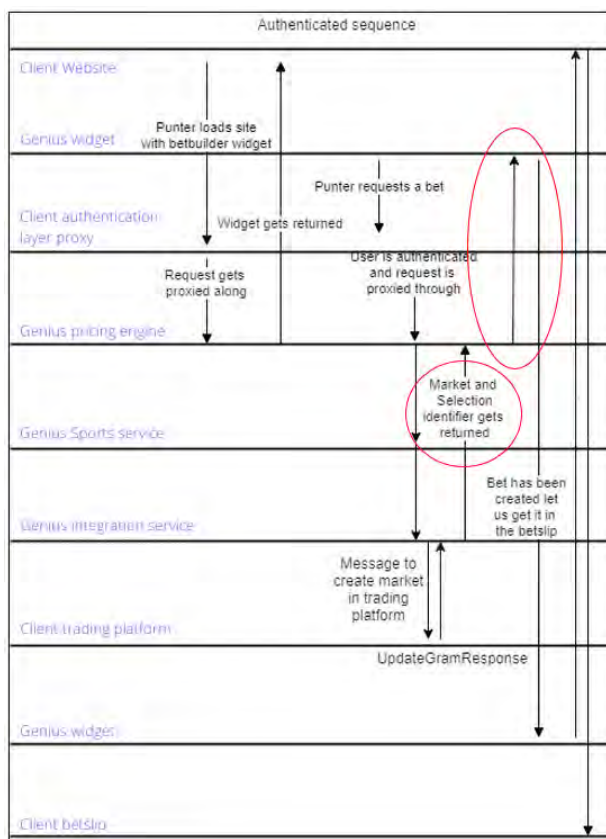 Authenticated sequence
Client Website
Punter loads site
with betbuilder widget
Genius widget
Punter requests a bet
Client authentication
layer proxy
Widget gets returned
User is authenticated
and request is
proxied through
Request gets
proxied along
Genius pricing engine
Market and
Selection
identifier gets
returned
Genius Sports service
Bet has been
created let
us get it in
the betslip
Genius integration service
Message to
create market
in trading
platform
Client trading platform
UpdateGramResponse
Genius widget
Client betslip